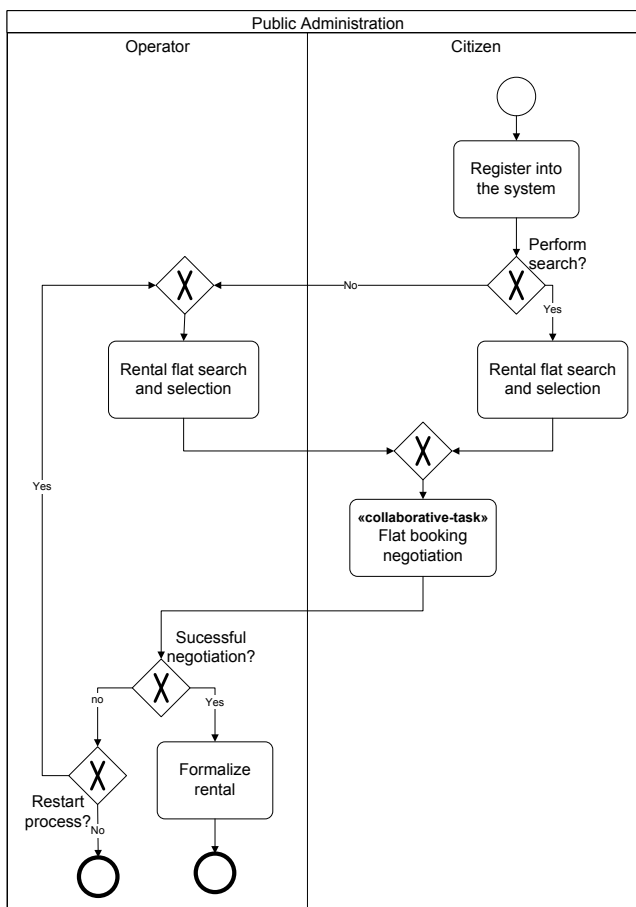 Public Administration
Operator
Citizen
Register into
the system
Perform
search?
No
Yes
Rental flat search
and selection
Rental flat search
and selection
Yes
«collaborative-task»
Flat booking
negotiation
Sucessful
negotiation?
no
Yes
Formalize
rental
Restart
process?
No